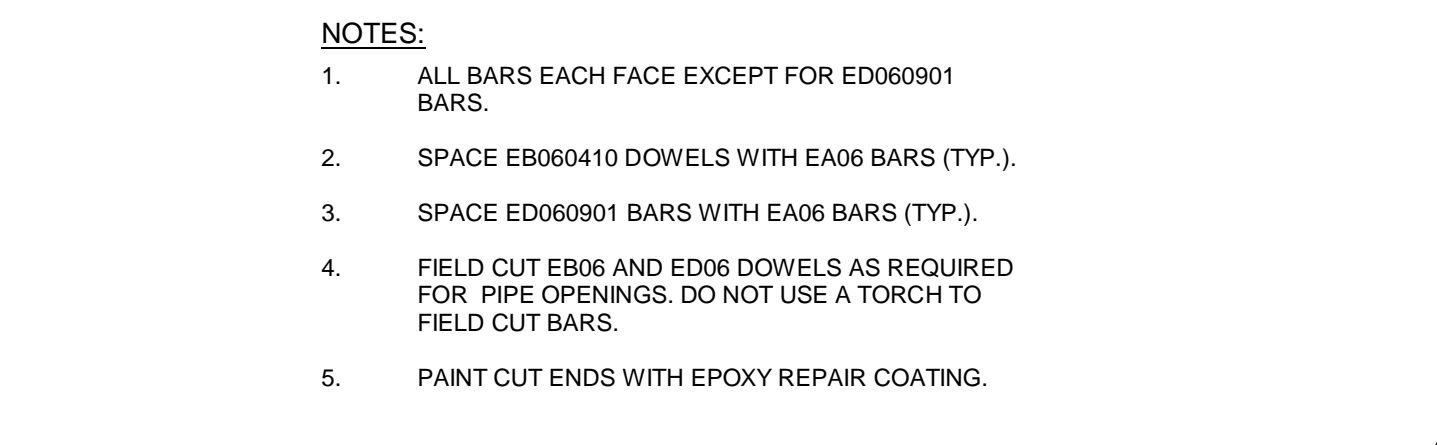 NOTES:
1. ALL BARS EACH FACE EXCEPT FOR ED060901
BARS.
2. SPACE EB060410 DOWELS WITH EA06 BARS (TYP.).
3. SPACE ED060901 BARS WITH EA06 BARS (TYP.).
4. FIELD CUT EB06 AND ED06 DOWELS AS REQUIRED
FOR PIPE OPENINGS. DO NOT USE A TORCH TO
FIELD CUT BARS.
5. PAINT CUT ENDS WITH EPOXY REPAIR COATING.